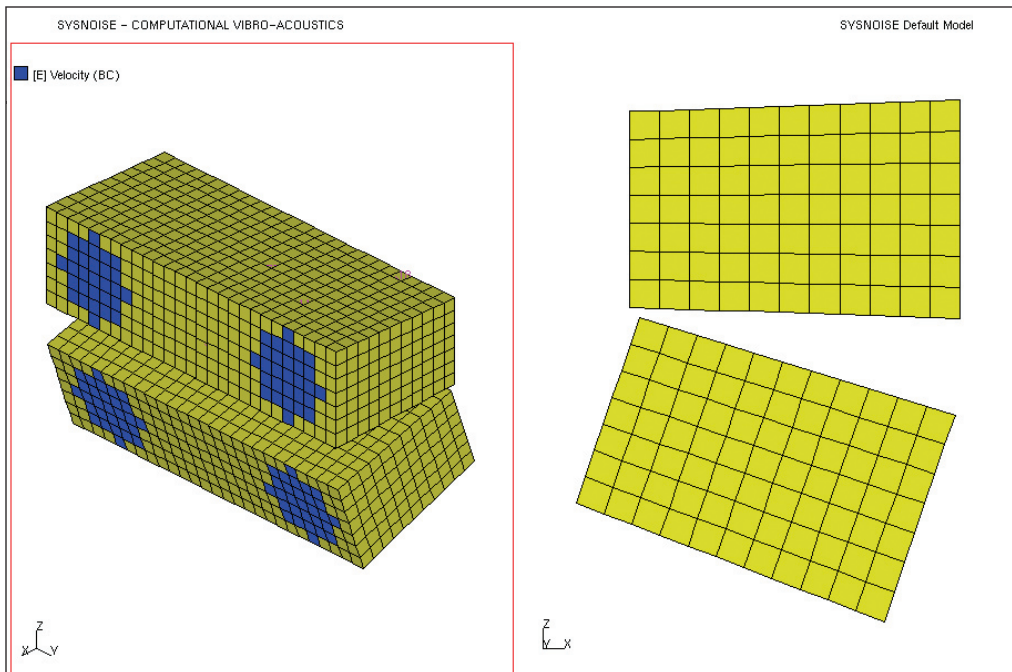 SYSNOISE - COMPUTATIONAL VIBRO-ACOUSTICS
SYSNOISE Default Model
[E] Velocity (BC)
Z
X
Y
Z
Y
X